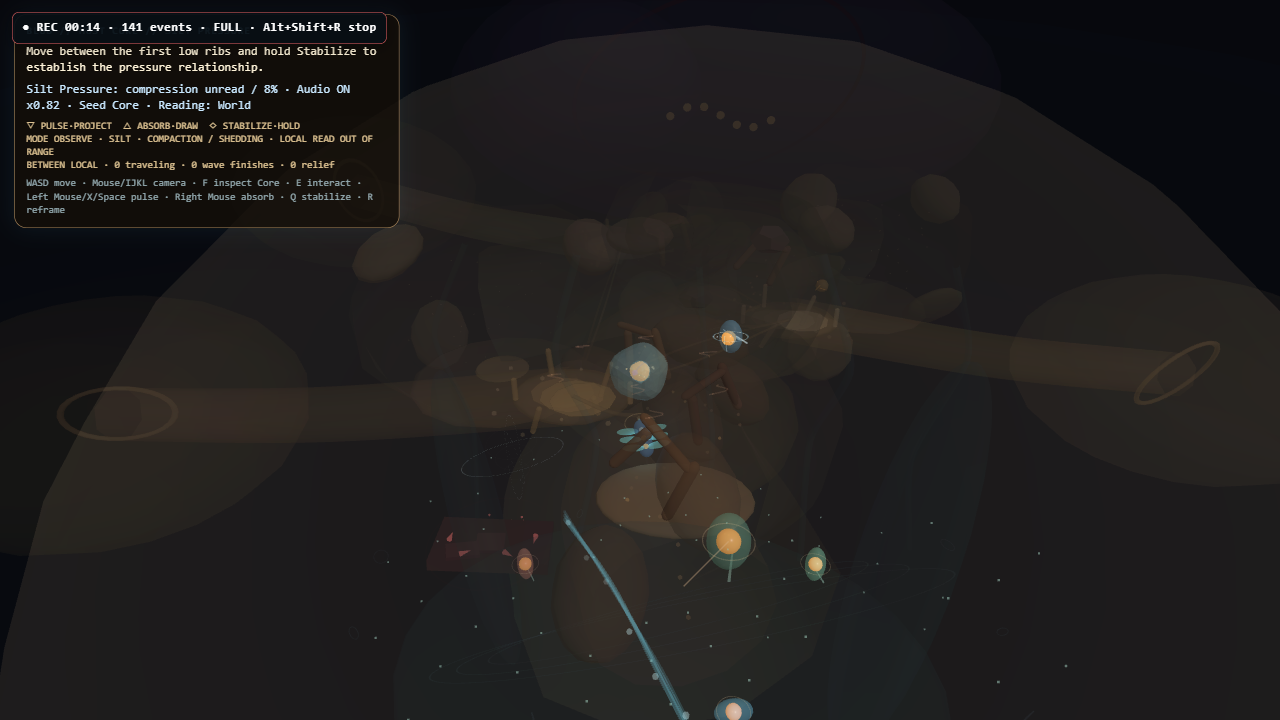 ● REC 00:14 · 141 events · FULL · Alt+Shift+R stop
Move between the first low ribs and hold Stabilize to
establish the pressure relationship.
Silt Pressure: compression unread / 8% · Audio ON
x0.82 · Seed Core · Reading: World
▽ PULSE·PROJECT △ ABSORB·DRAW ◇ STABILIZE·HOLD
MODE OBSERVE · SILT · COMPACTION / SHEDDING · LOCAL READ OUT OF
RANGE
BETWEEN LOCAL · 0 traveling · 0 wave finishes · 0 relief
WASD move · Mouse/IJKL camera · F inspect Core · E interact ·
Left Mouse/X/Space pulse · Right Mouse absorb · Q stabilize · R
reframe